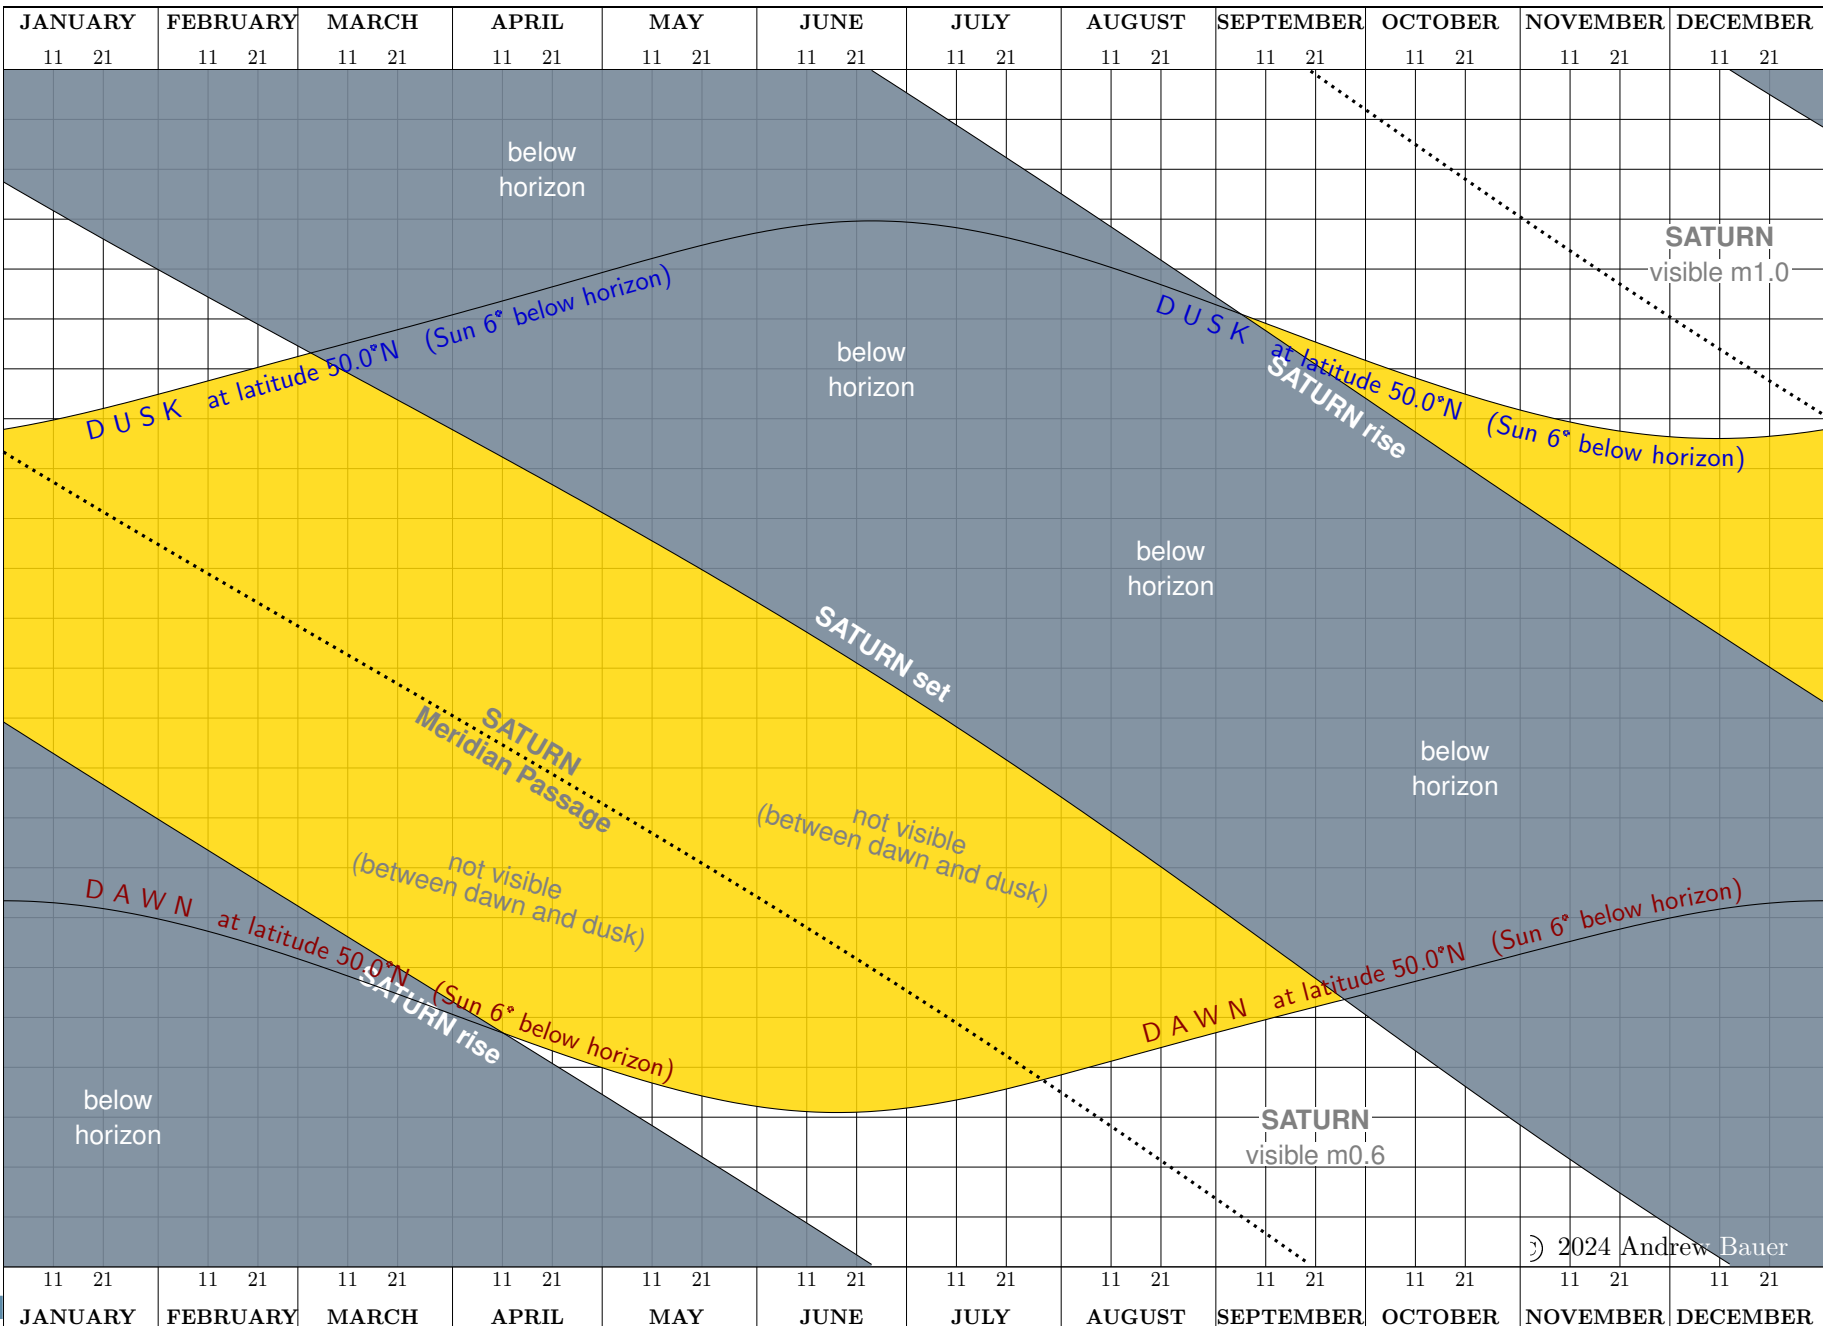 JANUARY FEBRUARY MARCH APRIL MAY JUNE JULY AUGUST SEPTEMBER OCTOBER NOVEMBER DECEMBER
11 21 11 21 11 21 11 21 11 21 11 21 11 21 11 21 11 21 11 21 11 21 11 21
below
horizon
SATURN
visible m1.0
DUSK at latitude 50.0°N (Sun 6° below horizon)
DUSK at latitude 50.0°N (Sun 6° below horizon)
below
horizon
SATURN rise
below
horizon
SATURN set
SATURN
Meridian Passage
below
horizon
not visible
(between dawn and dusk)
not visible
(between dawn and dusk)
DAWN at latitude 50.0°N (Sun 6° below horizon)
DAWN at latitude 50.0°N (Sun 6° below horizon)
SATURN rise
below
horizon
SATURN
visible m0.6
© 2024 Andrew Bauer
11 21 11 21 11 21 11 21 11 21 11 21 11 21 11 21 11 21 11 21 11 21 11 21
JANUARY FEBRUARY MARCH APRIL MAY JUNE JULY AUGUST SEPTEMBER OCTOBER NOVEMBER DECEMBER